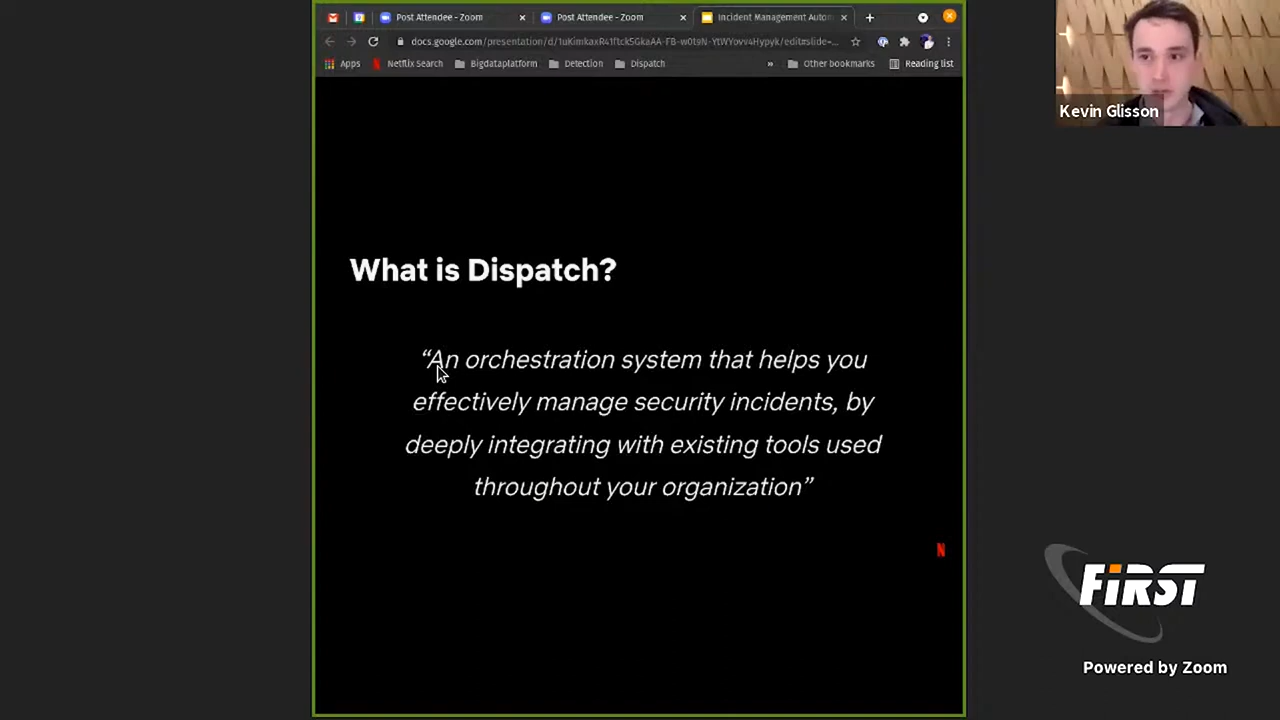 Post Attendee - Zoom
Post Attendee - Zoom
Incident Management Auto
Apps
Netflix Search
Bigdataplatform
Detection
Dispatch
»
Other bookmarks
Reading list
Kevin Glisson
What is Dispatch?
“An orchestration system that helps you
effectively manage security incidents, by
deeply integrating with existing tools used
throughout your organization”
N
FIRST
Powered by Zoom